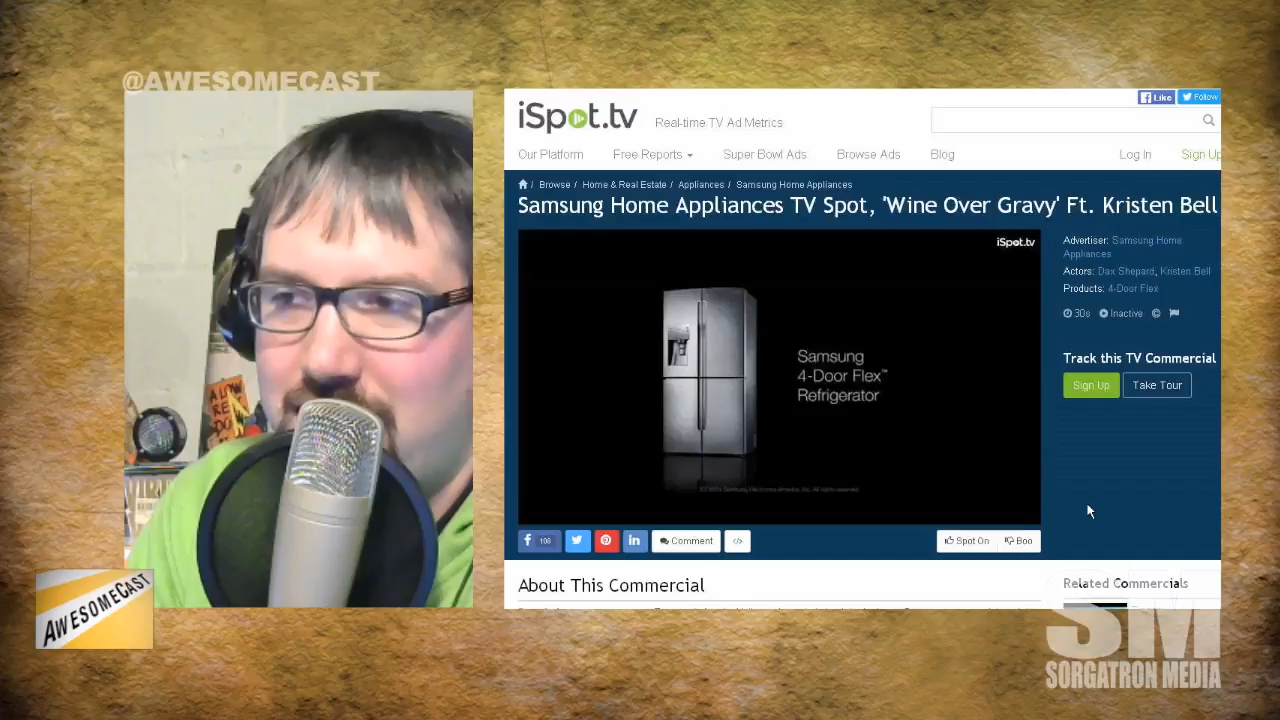 @AWESOMECAST
iSpot.tv
Real-time TV Ad Metrics
Like
Follow
Our Platform
Free Reports
Super Bowl Ads
Browse Ads
Blog
Log In
Sign Up
/ Browse / Home & Real Estate / Appliances / Samsung Home Appliances
Samsung Home Appliances TV Spot, 'Wine Over Gravy' Ft. Kristen Bell
iSpot.tv
Samsung
4-Door Flex™
Refrigerator
Advertiser: Samsung Home
Appliances
Actors: Dax Shepard, Kristen Bell
Products: 4-Door Flex
30s
Inactive
Track this TV Commercial
Sign Up
Take Tour
108
Comment
</>
Spot On
Boo
About This Commercial
Related Commercials
A LOW
RE
DO
AWESOMECAST
SM
SORGATRON MEDIA